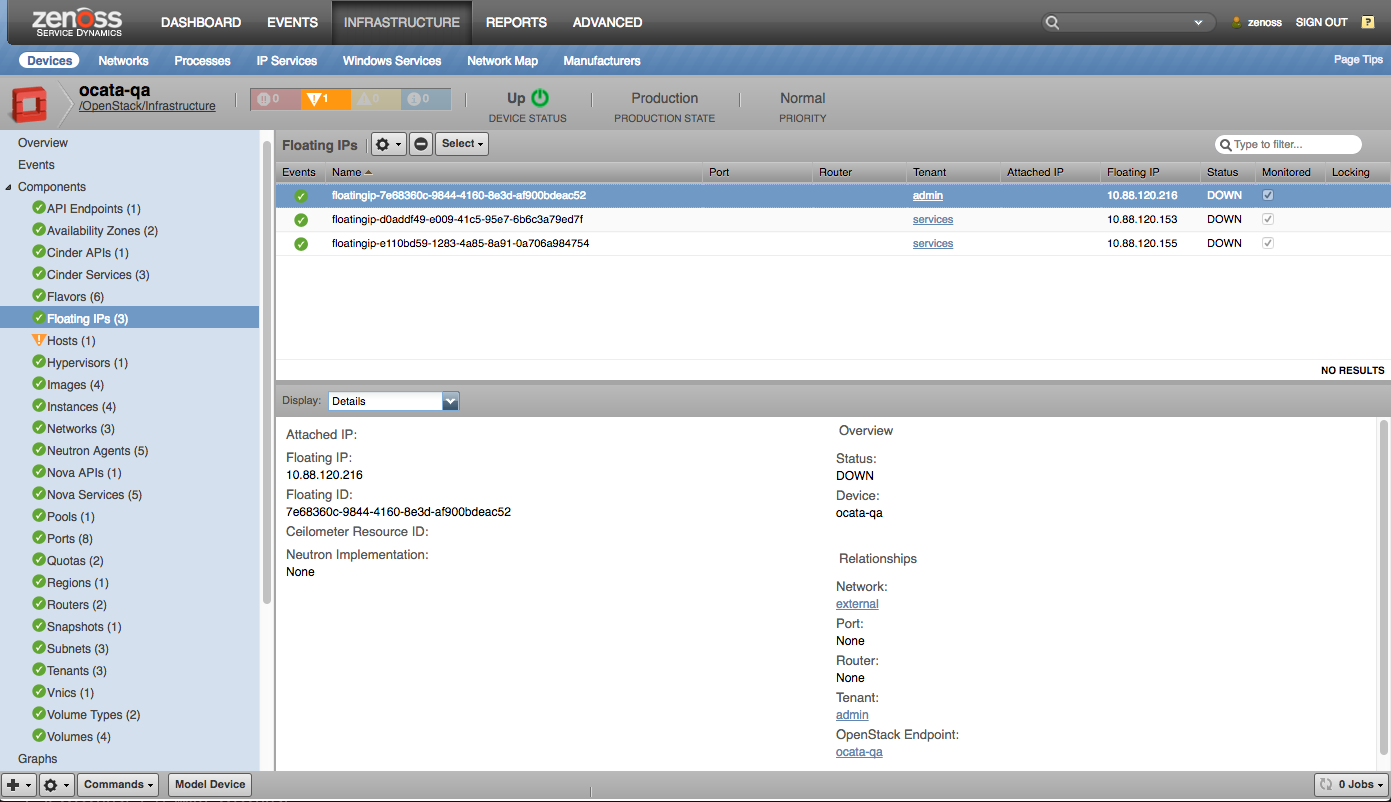 zenoss
SERVICE DYNAMICS
DASHBOARD EVENTS INFRASTRUCTURE REPORTS ADVANCED
zenoss SIGN OUT ?
Devices Networks Processes IP Services Windows Services Network Map Manufacturers Page Tips
ocata-qa
/OpenStack/Infrastructure
0 1 0 0
Up Production Normal
DEVICE STATUS PRODUCTION STATE PRIORITY
Overview
Events
Components
API Endpoints (1)
Availability Zones (2)
Cinder APIs (1)
Cinder Services (3)
Flavors (6)
Floating IPs (3)
Hosts (1)
Hypervisors (1)
Images (4)
Instances (4)
Networks (3)
Neutron Agents (5)
Nova APIs (1)
Nova Services (5)
Pools (1)
Ports (8)
Quotas (2)
Regions (1)
Routers (2)
Snapshots (1)
Subnets (3)
Tenants (3)
Vnics (1)
Volume Types (2)
Volumes (4)
Graphs
Floating IPs Select Type to filter...
Events Name Port Router Tenant Attached IP Floating IP Status Monitored Locking
floatingip-7e68360c-9844-4160-8e3d-af900bdeac52 admin 10.88.120.216 DOWN
floatingip-d0addf49-e009-41c5-95e7-6b6c3a79ed7f services 10.88.120.153 DOWN
floatingip-e110bd59-1283-4a85-8a91-0a706a984754 services 10.88.120.155 DOWN
NO RESULTS
Display: Details
Attached IP:
Floating IP:
10.88.120.216
Floating ID:
7e68360c-9844-4160-8e3d-af900bdeac52
Ceilometer Resource ID:
Neutron Implementation:
None
Overview
Status:
DOWN
Device:
ocata-qa
Relationships
Network:
external
Port:
None
Router:
None
Tenant:
admin
OpenStack Endpoint:
ocata-qa
Commands Model Device 0 Jobs